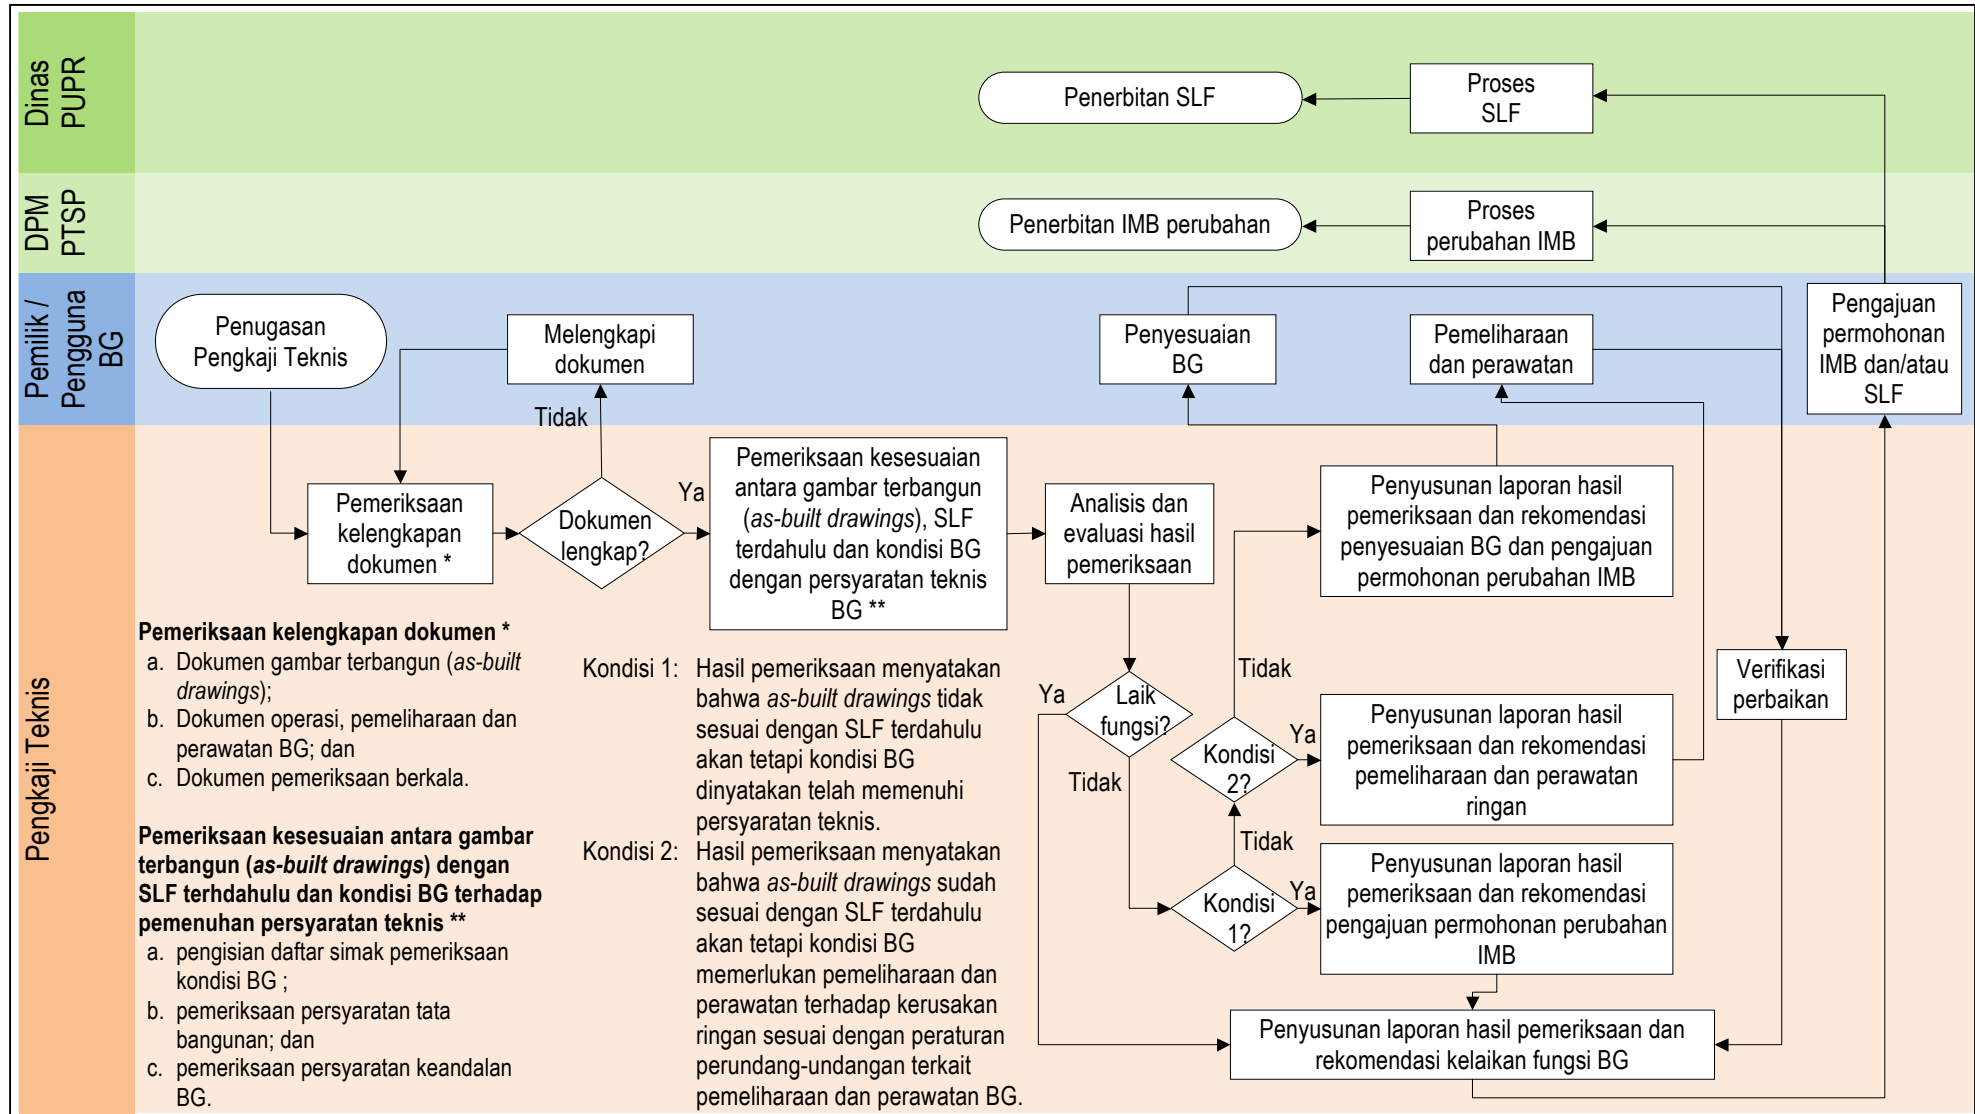 Dinas
PUPR
Penerbitan SLF
Proses
SLF
DPM
PTSP
Penerbitan IMB perubahan
Proses
perubahan IMB
Pemilik /
Pengguna
BG
Penugasan
Pengkaji Teknis
Melengkapi
dokumen
Tidak
Penyesuaian
BG
Pemeliharaan
dan perawatan
Pengajuan
permohonan
IMB dan/atau
SLF
Pengkaji Teknis
Pemeriksaan
kelengkapan
dokumen *
Dokumen
lengkap?
Ya
Pemeriksaan kesesuaian
antara gambar terbangun
(as-built drawings), SLF
terdahulu dan kondisi BG
dengan persyaratan teknis
BG **
Analisis dan
evaluasi hasil
pemeriksaan
Penyusunan laporan hasil
pemeriksaan dan rekomendasi
penyesuaian BG dan pengajuan
permohonan perubahan IMB
Tidak
Ya
Laik
fungsi?
Tidak
Kondisi
2?
Ya
Penyusunan laporan hasil
pemeriksaan dan rekomendasi
pemeliharaan dan perawatan
ringan
Verifikasi
perbaikan
Tidak
Kondisi
1?
Ya
Penyusunan laporan hasil
pemeriksaan dan rekomendasi
pengajuan permohonan perubahan
IMB
Penyusunan laporan hasil pemeriksaan dan
rekomendasi kelaikan fungsi BG
Pemeriksaan kelengkapan dokumen *
a. Dokumen gambar terbangun (as-built
drawings);
b. Dokumen operasi, pemeliharaan dan
perawatan BG; dan
c. Dokumen pemeriksaan berkala.
Pemeriksaan kesesuaian antara gambar
terbangun (as-built drawings) dengan
SLF terhdahulu dan kondisi BG terhadap
pemenuhan persyaratan teknis **
a. pengisian daftar simak pemeriksaan
kondisi BG ;
b. pemeriksaan persyaratan tata
bangunan; dan
c. pemeriksaan persyaratan keandalan
BG.
Kondisi 1: Hasil pemeriksaan menyatakan
bahwa as-built drawings tidak
sesuai dengan SLF terdahulu
akan tetapi kondisi BG
dinyatakan telah memenuhi
persyaratan teknis.
Kondisi 2: Hasil pemeriksaan menyatakan
bahwa as-built drawings sudah
sesuai dengan SLF terdahulu
akan tetapi kondisi BG
memerlukan pemeliharaan dan
perawatan terhadap kerusakan
ringan sesuai dengan peraturan
perundang-undangan terkait
pemeliharaan dan perawatan BG.